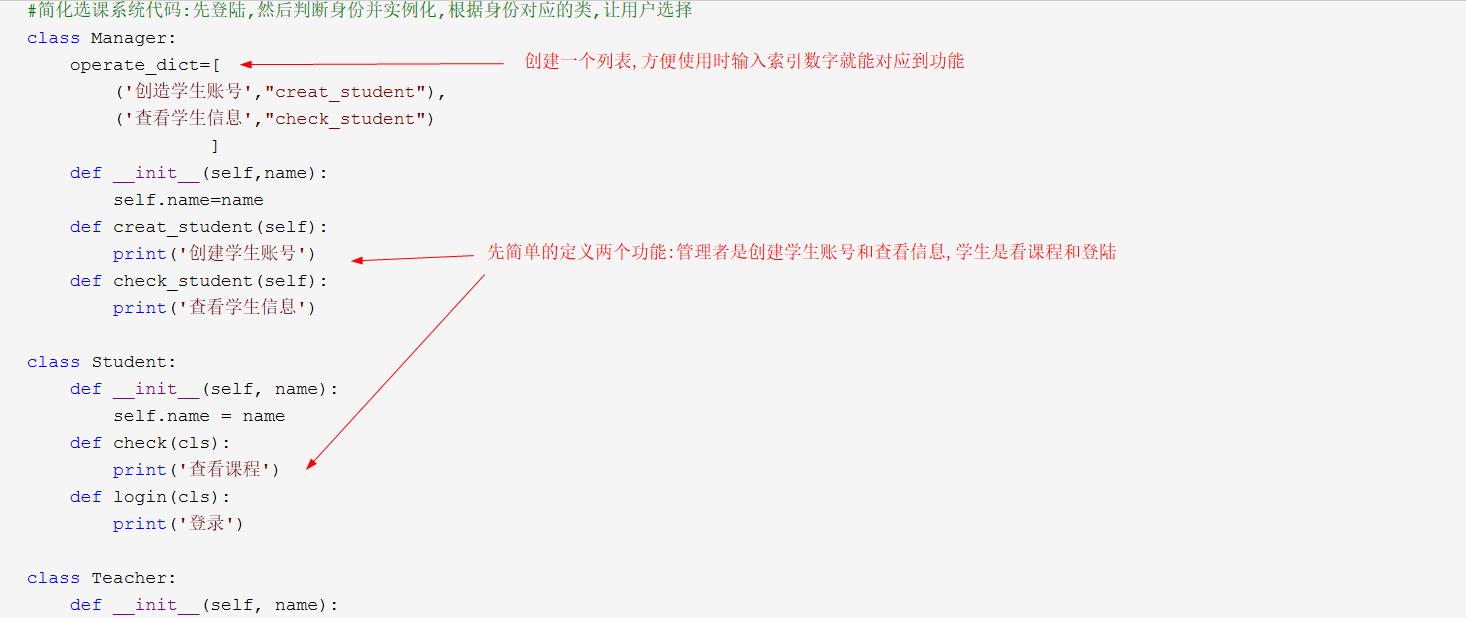 #简化选课系统代码:先登陆,然后判断身份并实例化,根据身份对应的类,让用户选择
class Manager:
operate_dict=[
创建一个列表,方便使用时输入索引数字就能对应到功能
('创造学生账号',"creat_student"),
('查看学生信息',"check_student")
]
def __init__(self,name):
self.name=name
def creat_student(self):
print('创建学生账号')
先简单的定义两个功能:管理者是创建学生账号和查看信息,学生是看课程和登陆
def check_student(self):
print('查看学生信息')
class Student:
def __init__(self, name):
self.name = name
def check(cls):
print('查看课程')
def login(cls):
print('登录')
class Teacher:
def __init__(self, name):